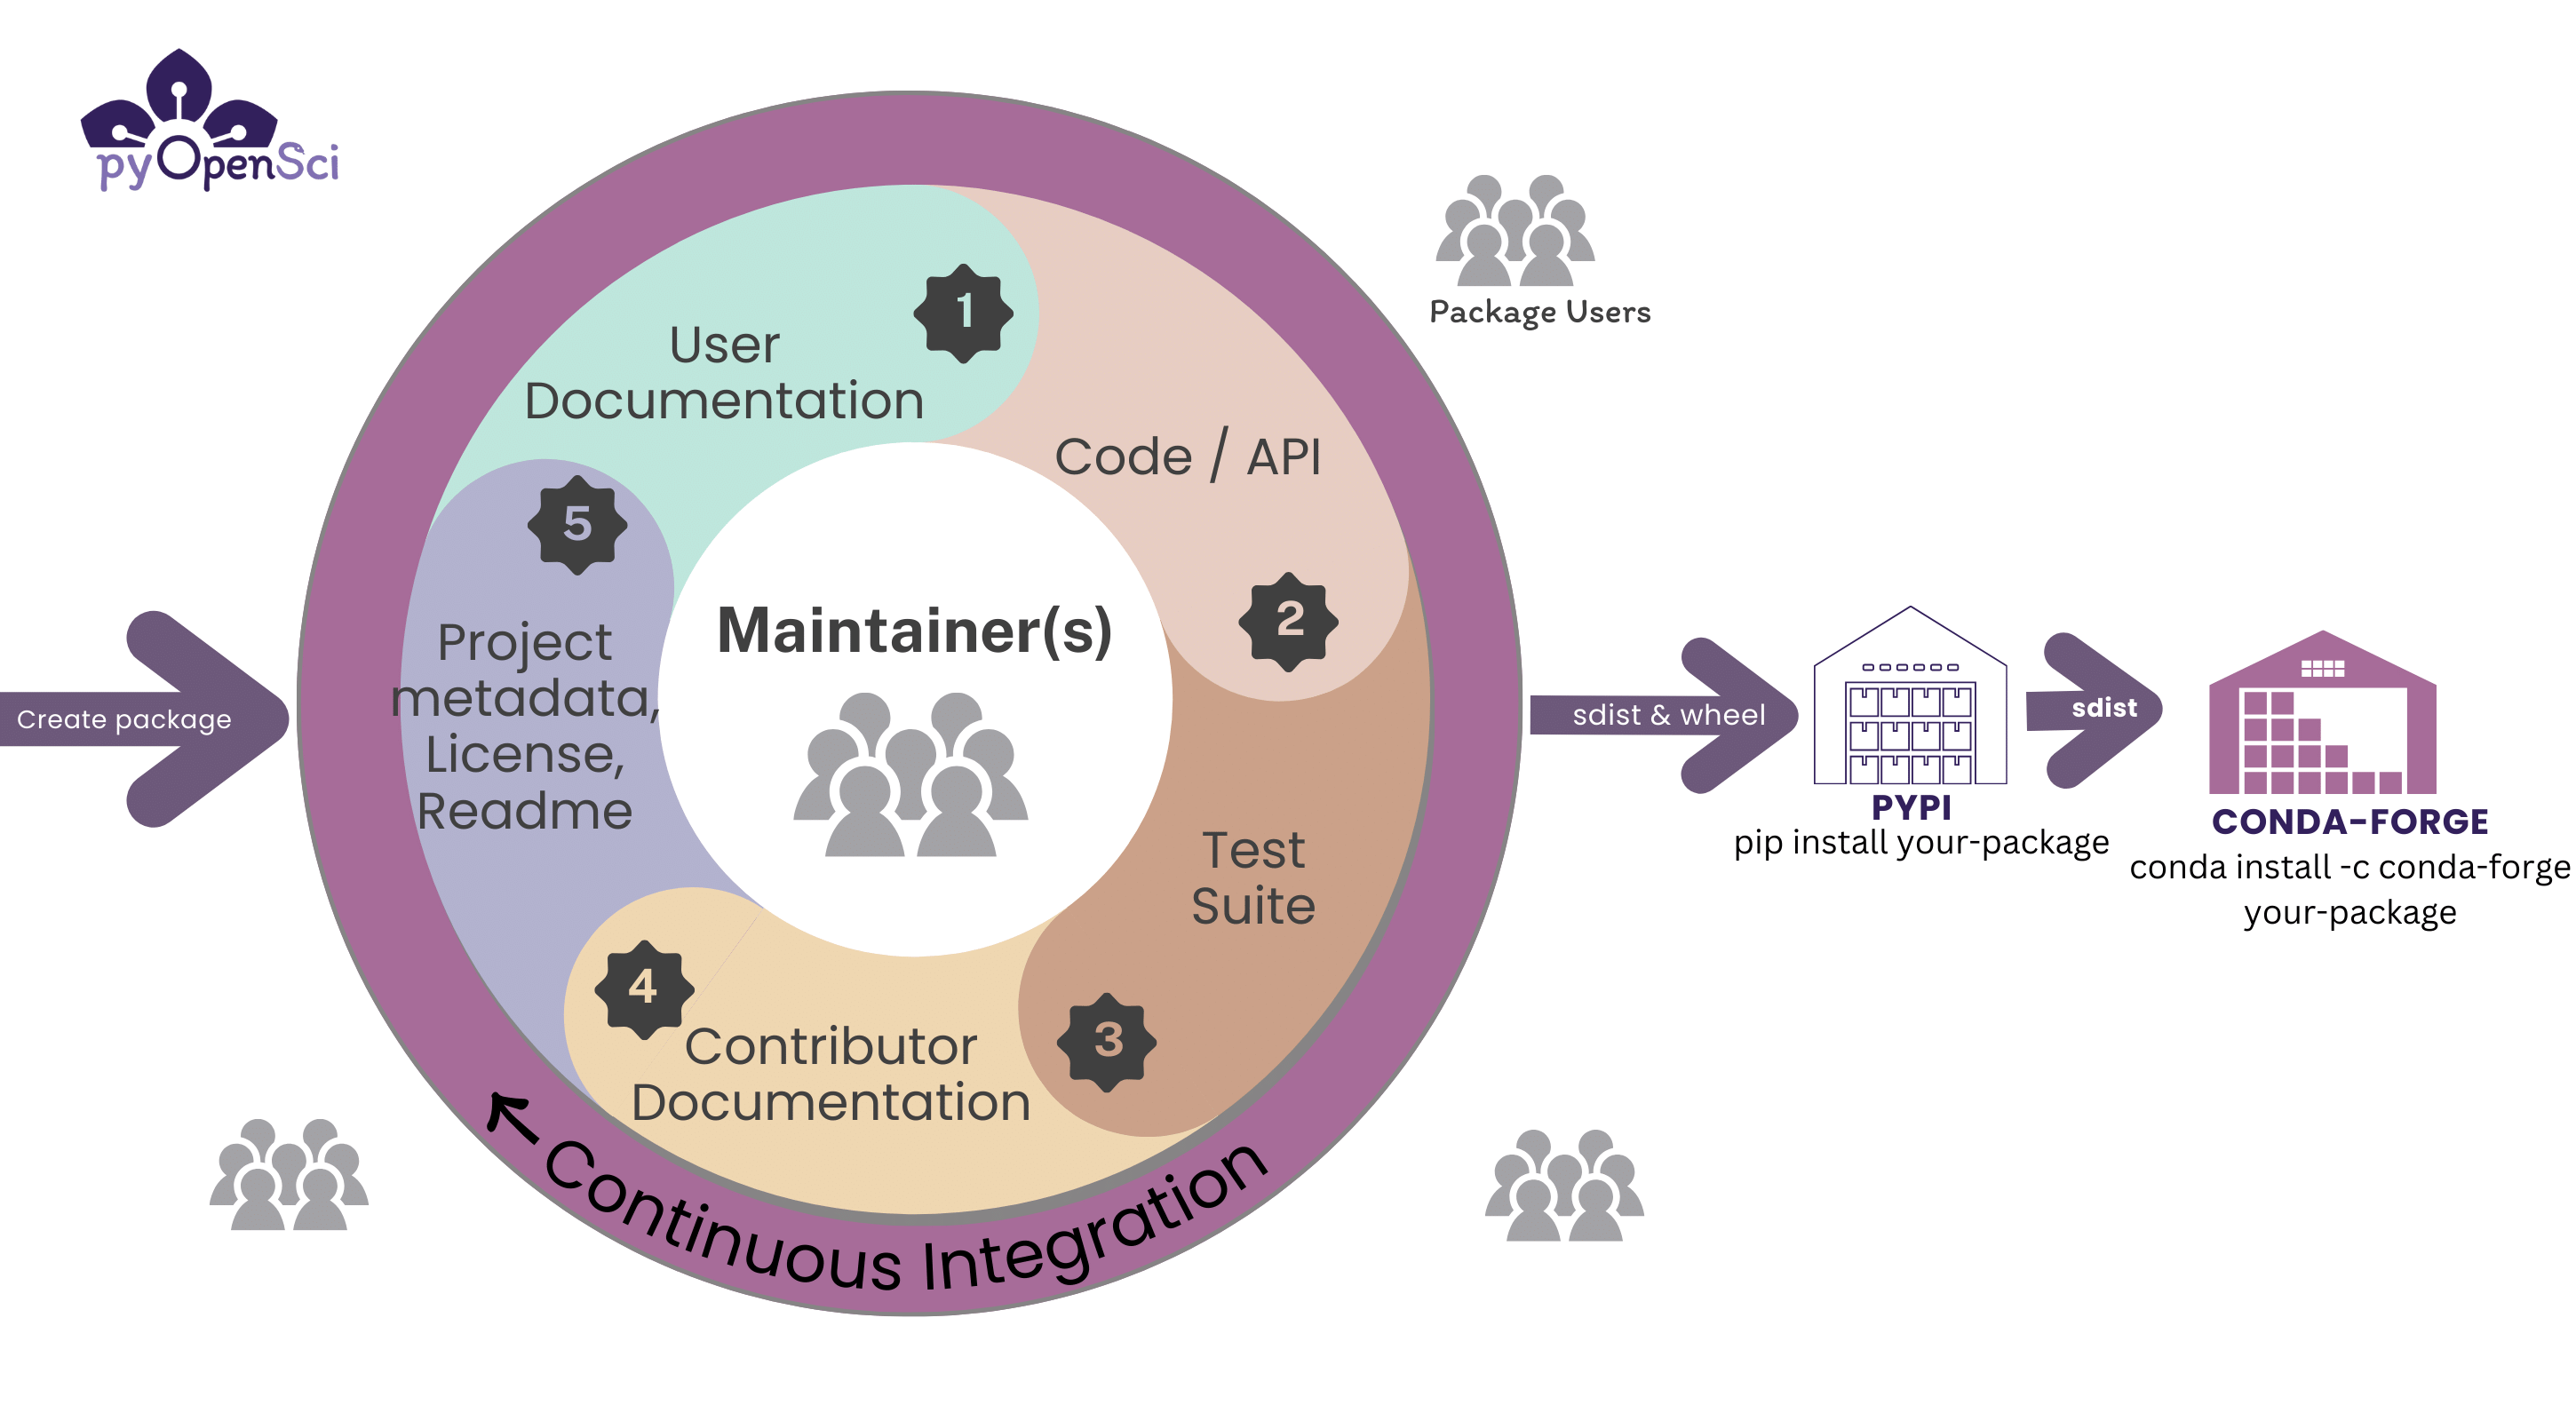 pyOpenSci
1
User
Documentation
Code / API
2
Test
Suite
3
Contributor
Documentation
4
5
Project
metadata,
License,
Readme
Maintainer(s)
Continuous Integration
Create package
Package Users
sdist & wheel
PYPI
pip install your-package
sdist
CONDA-FORGE
conda install -c conda-forge
your-package